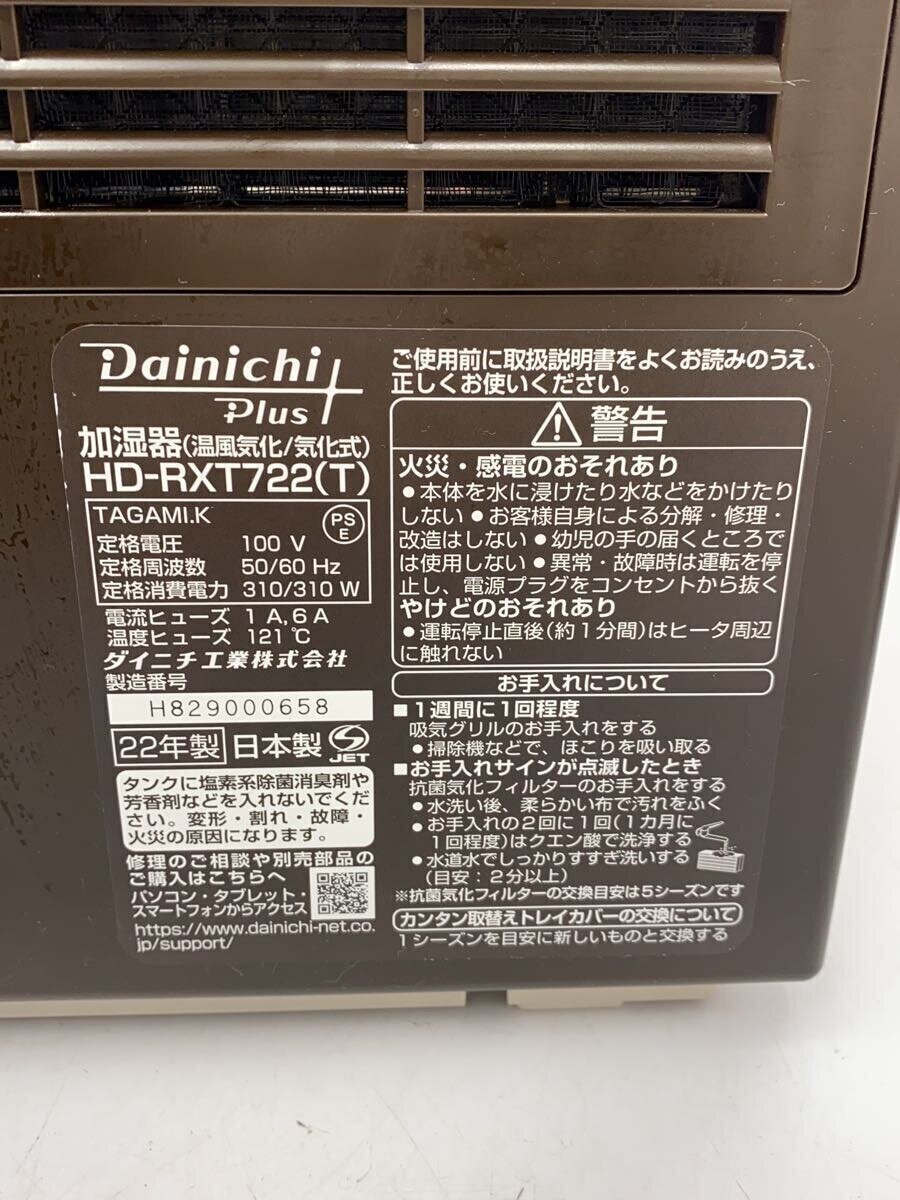 Dainichi
Plus
加湿器(温風気化/気化式)
HD-RXT722(T)
TAGAMI.K
PS
E
定格電圧 100 V
定格周波数 50/60 Hz
定格消費電力 310/310 W
電流ヒューズ 1 A,6 A
温度ヒューズ 121℃
ダイニチ工業株式会社
製造番号
H829000658
22年製 日本製 JET
タンクに塩素系除菌消臭剤や
芳香剤などを入れないでくだ
さい。変形・割れ・故障・
火災の原因になります。
修理のご相談や別売部品の
ご購入はこちらへ
パソコン・タブレット・
スマートフォンからアクセス
https://www.dainichi-net.co.
jp/support/
ご使用前に取扱説明書をよくお読みのうえ、
正しくお使いください。
警告
火災・感電のおそれあり
●本体を水に浸けたり水などをかけたり
しない ●お客様自身による分解・修理・
改造はしない ●幼児の手の届くところで
は使用しない ●異常・故障時は運転を停
止し、電源プラグをコンセントから抜く
やけどのおそれあり
●運転停止直後(約1分間)はヒータ周辺
に触れない
お手入れについて
■1週間に1回程度
吸気グリルのお手入れをする
●掃除機などで、ほこりを吸い取る
■お手入れサインが点滅したとき
抗菌気化フィルターのお手入れをする
●水洗い後、柔らかい布で汚れをふく
●お手入れの2回に1回(1カ月に
1回程度)はクエン酸で洗浄する
●水道水でしっかりすすぎ洗いする
(目安:2分以上)
※抗菌気化フィルターの交換目安は5シーズンです
カンタン取替えトレイカバーの交換について
1シーズンを目安に新しいものと交換する